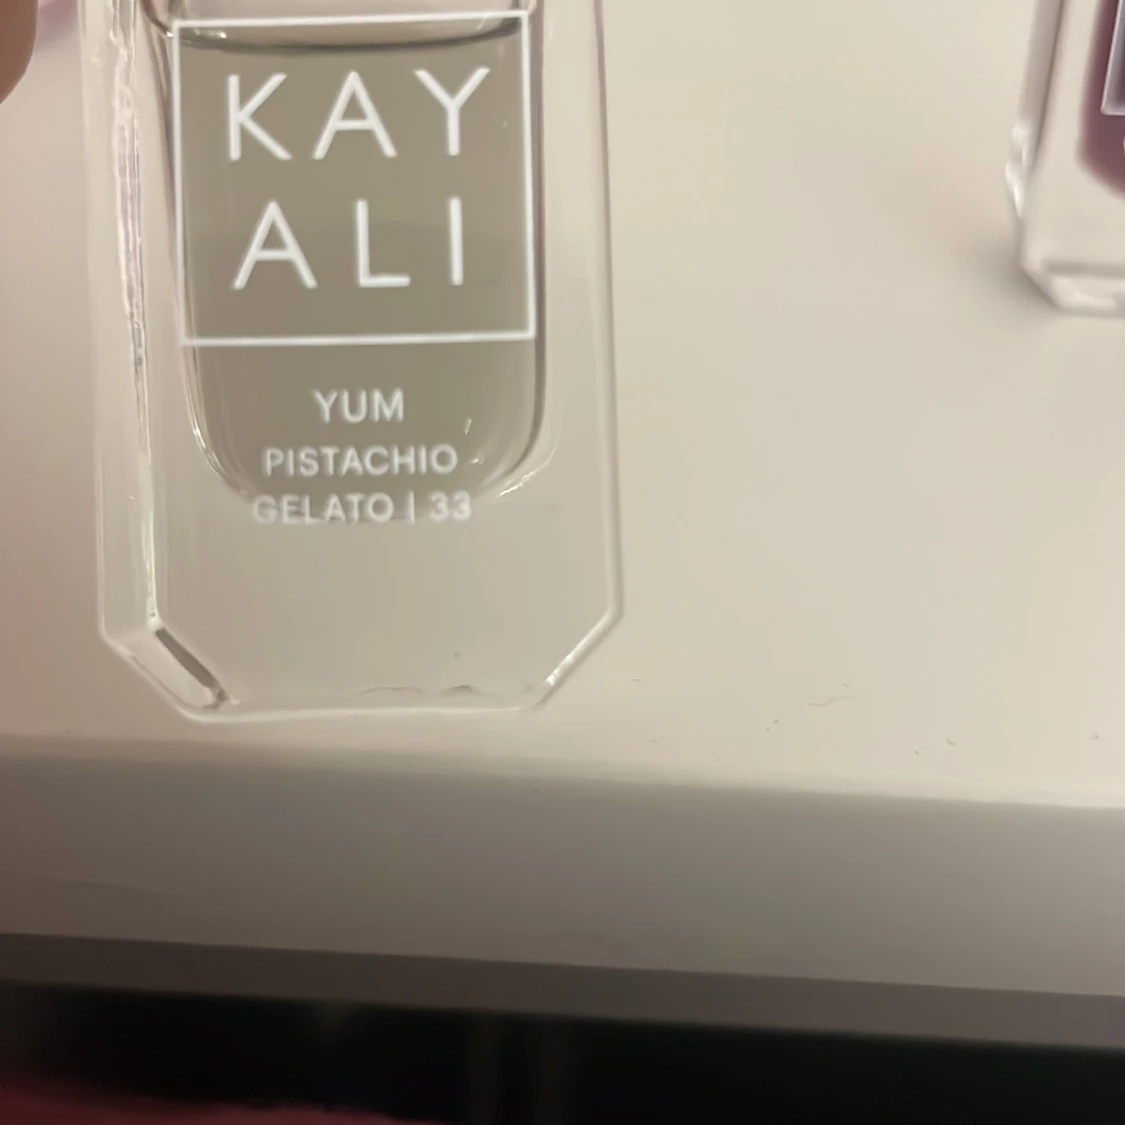 KAY
ALI
YUM
PISTACHIO
GELATO | 33